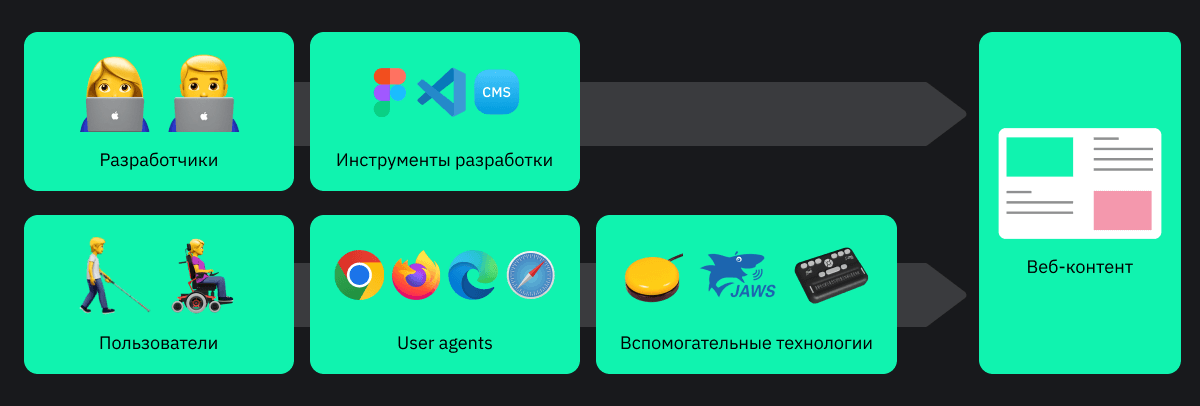 CMS
Разработчики
Инструменты разработки
JAWS
Пользователи
User agents
Вспомогательные технологии
Веб-контент